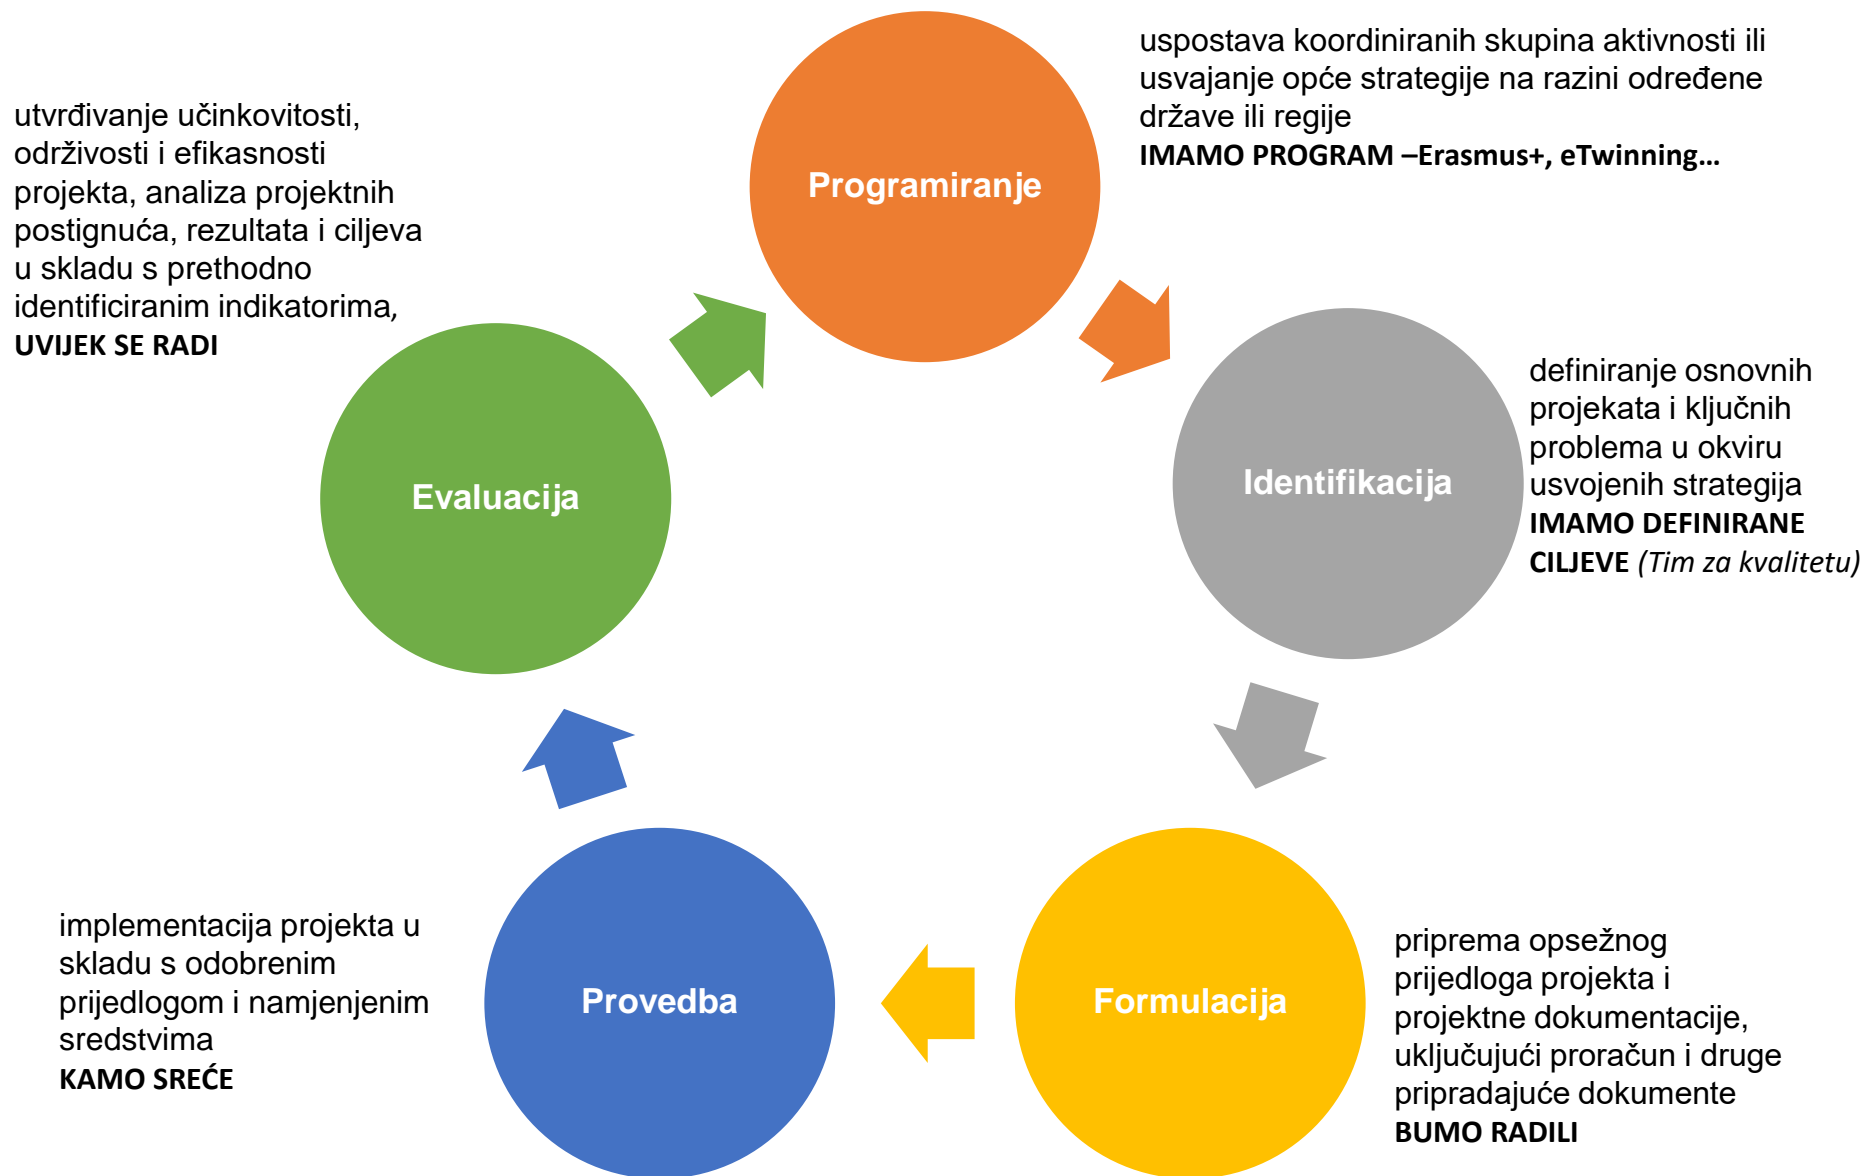 Programiranje
uspostava koordiniranih skupina aktivnosti ili
usvajanje opće strategije na razini određene
države ili regije
IMAMO PROGRAM –Erasmus+, eTwinning...
Identifikacija
definiranje osnovnih
projekata i ključnih
problema u okviru
usvojenih strategija
IMAMO DEFINIRANE
CILJEVE (Tim za kvalitetu)
Formulacija
priprema opsežnog
prijedloga projekta i
projektne dokumentacije,
uključujući proračun i druge
pripradajuće dokumente
BUMO RADILI
Provedba
implementacija projekta u
skladu s odobrenim
prijedlogom i namjenjenim
sredstvima
KAMO SREĆE
Evaluacija
utvrđivanje učinkovitosti,
održivosti i efikasnosti
projekta, analiza projektnih
postignuća, rezultata i ciljeva
u skladu s prethodno
identificiranim indikatorima,
UVIJEK SE RADI